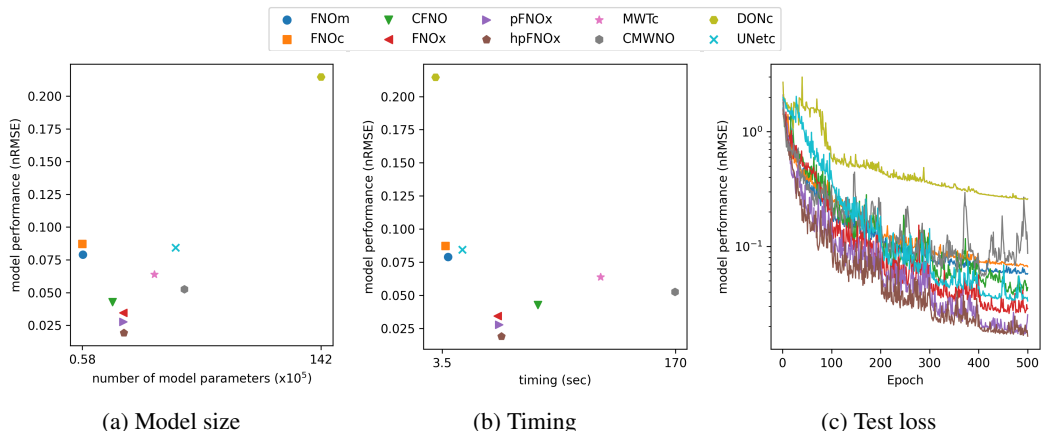 FNOm CFNO pFNOx MWTc DONc
FNOc FNOx hpFNOx CMWNO UNetc
model performance (nRMSE)
0.200
0.175
0.150
0.125
0.100
0.075
0.050
0.025
0.58 142
number of model parameters (x10⁵)
(a) Model size
model performance (nRMSE)
0.200
0.175
0.150
0.125
0.100
0.075
0.050
0.025
3.5 170
timing (sec)
(b) Timing
model performance (nRMSE)
10⁰
10⁻¹
0 100 200 300 400 500
Epoch
(c) Test loss